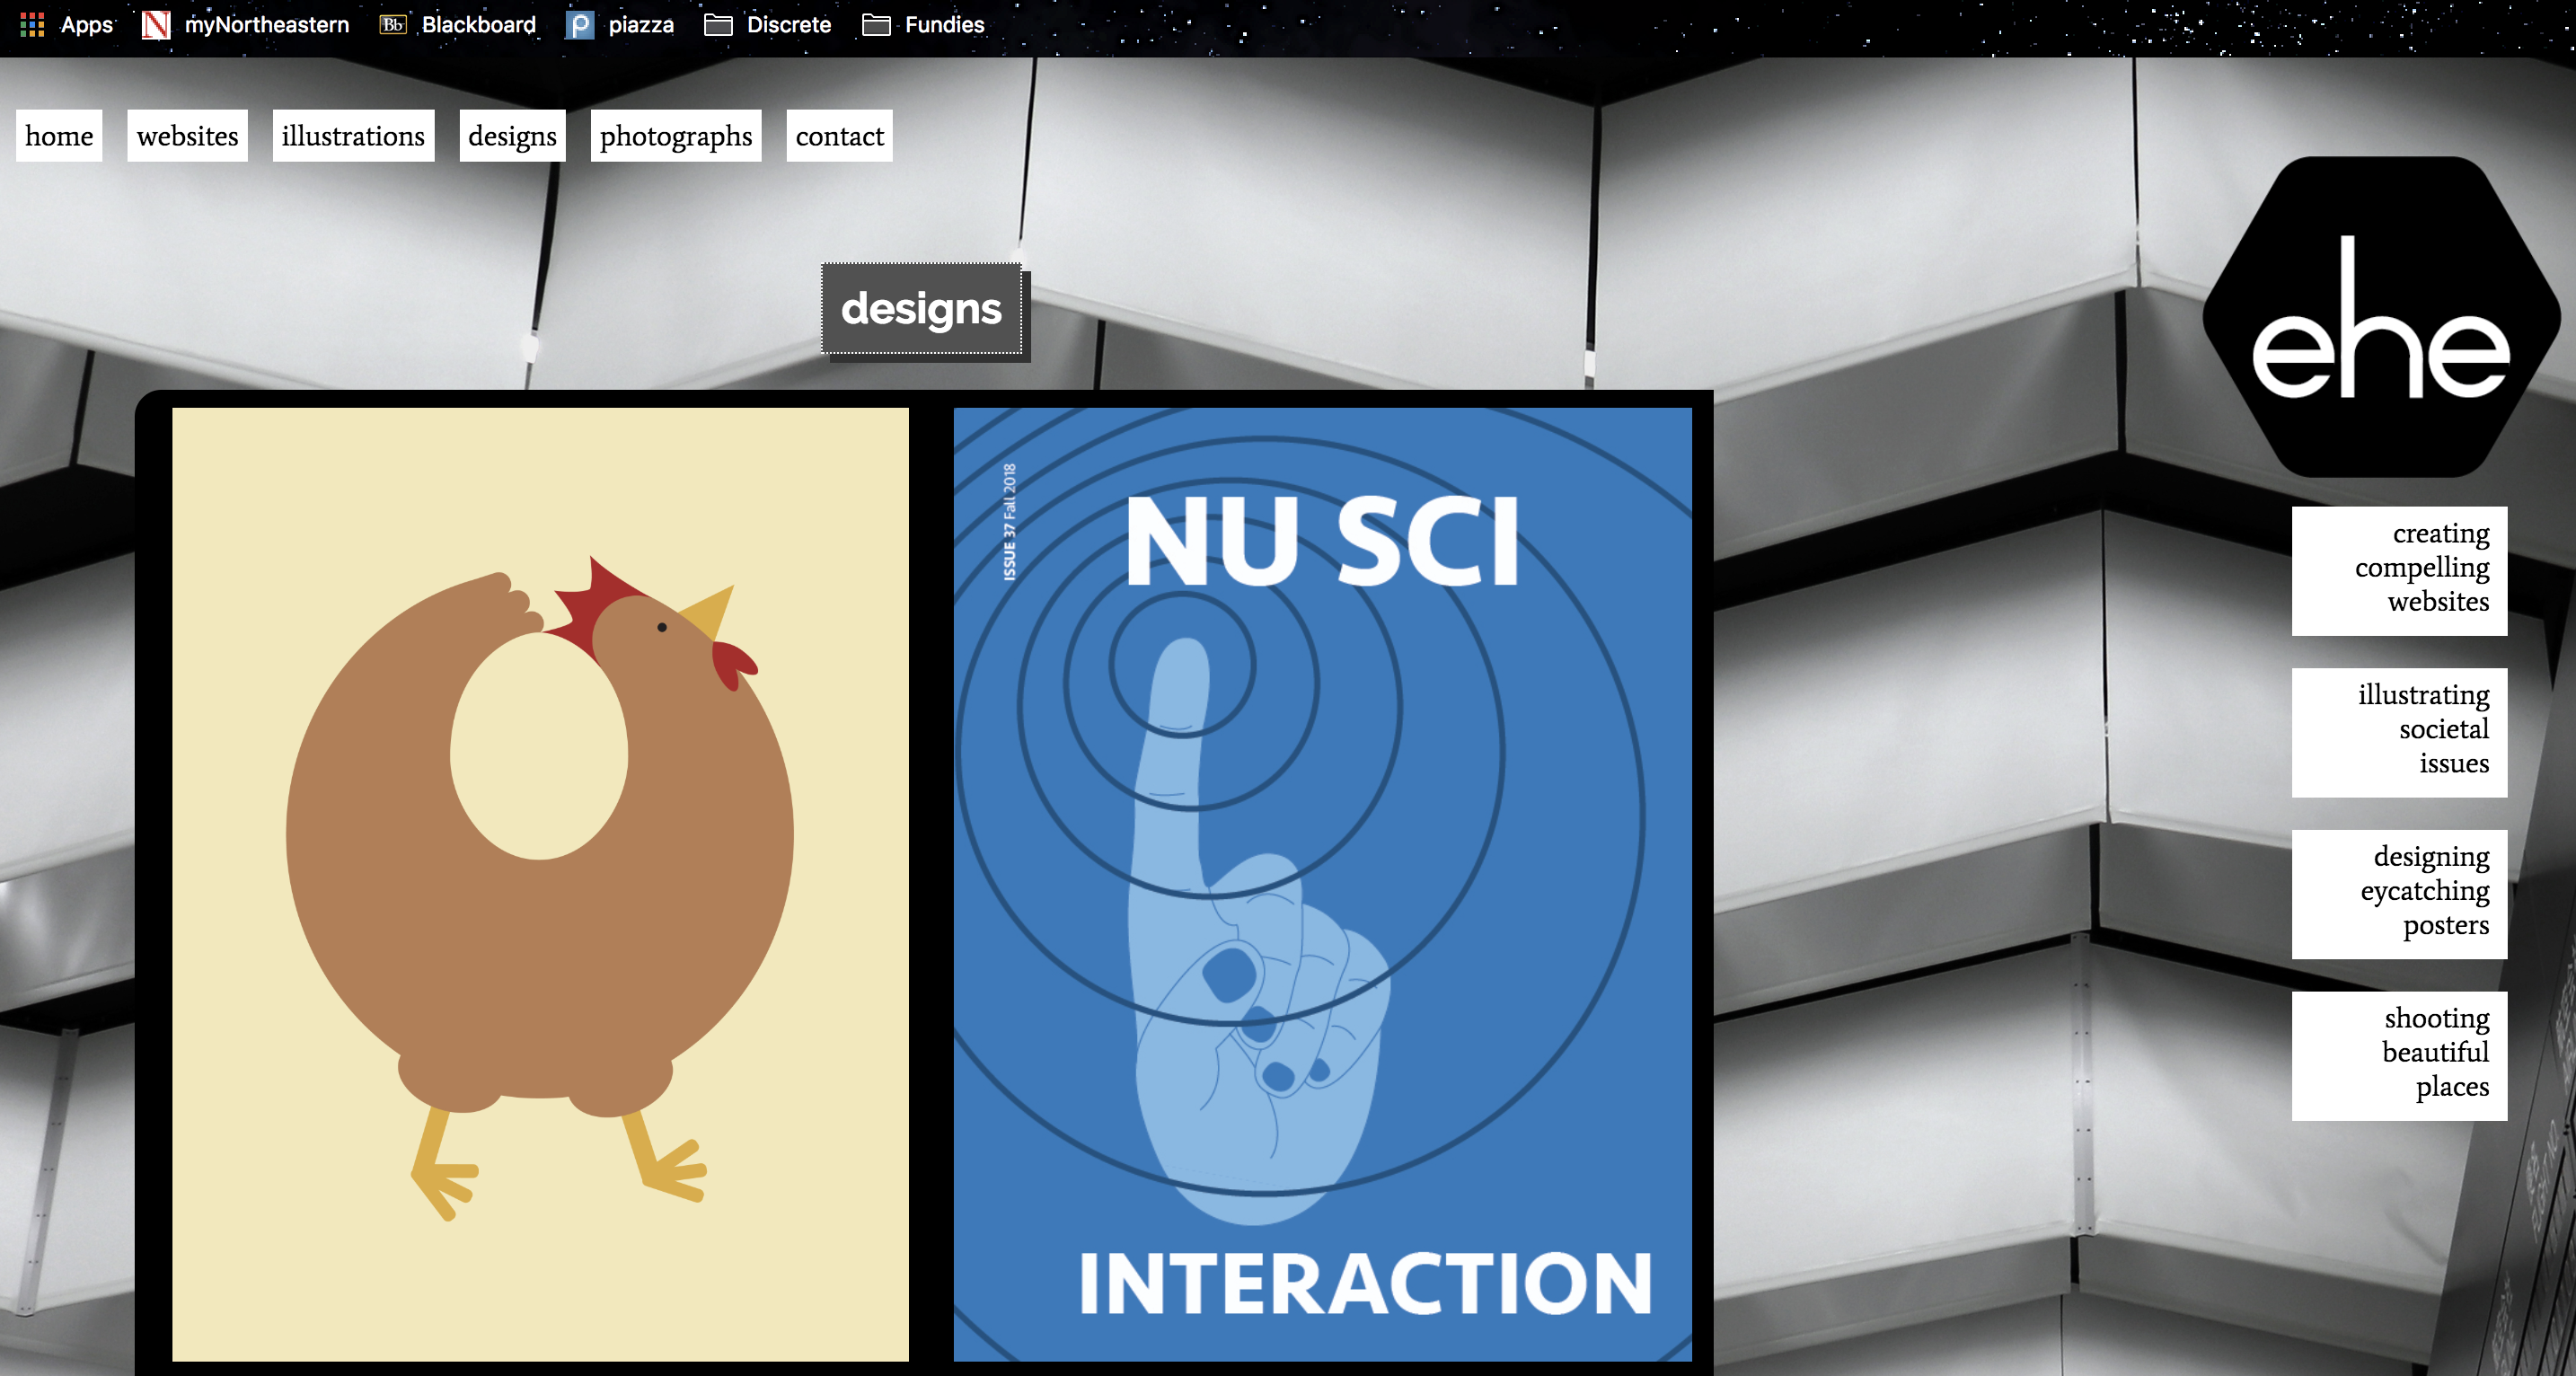 Apps myNortheastern Bb Blackboard piazza Discrete Fundies
home websites illustrations designs photographs contact
designs
ehe
ISSUE 37 Fall 2018
NU SCI
INTERACTION
creating
compelling
websites
illustrating
societal
issues
designing
eycatching
posters
shooting
beautiful
places